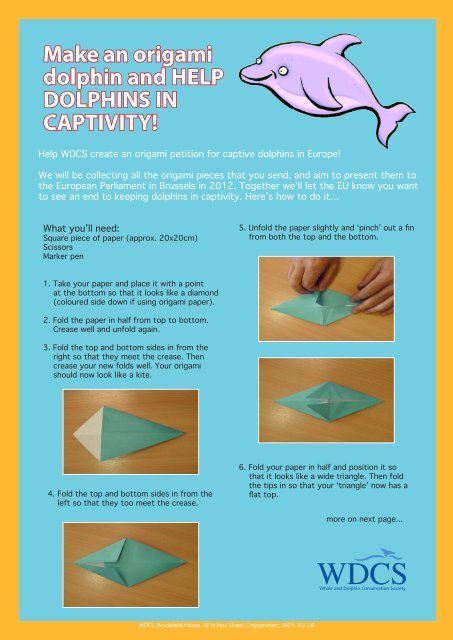 Make an origami
dolphin and HELP
DOLPHINS IN
CAPTIVITY!
Help WDCS create an origami petition for captive dolphins in Europe!
We will be collecting all the origami pieces that you send, and aim to present them to
the European Parliament in Brussels in 2012. Together we'll let the EU know you want
to see an end to keeping dolphins in captivity. Here's how to do it...
What you'll need:
Square piece of paper (approx. 20x20cm)
Scissors
Marker pen
1. Take your paper and place it with a point
at the bottom so that it looks like a diamond
(coloured side down if using origami paper).
2. Fold the paper in half from top to bottom.
Crease well and unfold again.
3. Fold the top and bottom sides in from the
right so that they meet the crease. Then
crease your new folds well. Your origami
should now look like a kite.
4. Fold the top and bottom sides in from the
left so that they too meet the crease.
5. Unfold the paper slightly and 'pinch' out a fin
from both the top and the bottom.
6. Fold your paper in half and position it so
that it looks like a wide triangle. Then fold
the tips in so that your 'triangle' now has a
flat top.
more on next page...
WDCS
Whale and Dolphin Conservation Society
WDCS, Brookfield House, 38 St Paul Street, Chippenham, SN15 1LJ, UK